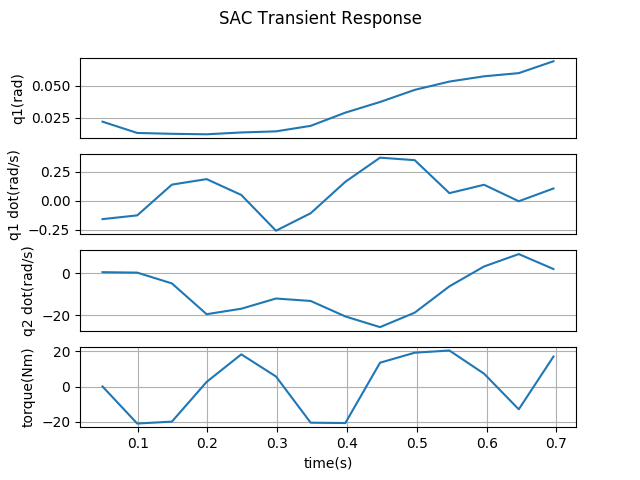 SAC Transient Response
q1(rad)
0.050
0.025
q1 dot(rad/s)
0.25
0.00
−0.25
q2 dot(rad/s)
0
−20
torque(Nm)
20
0
−20
0.1 0.2 0.3 0.4 0.5 0.6 0.7
time(s)